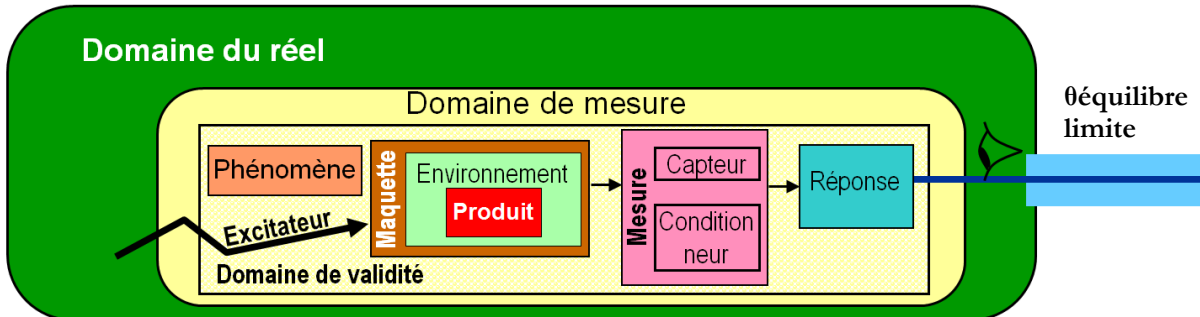 Domaine du réel
Domaine de mesure
θéquilibre
limite
Phénomène
Maquette
Environnement
Produit
Mesure
Capteur
Condition
neur
Réponse
Excitateur
Domaine de validité